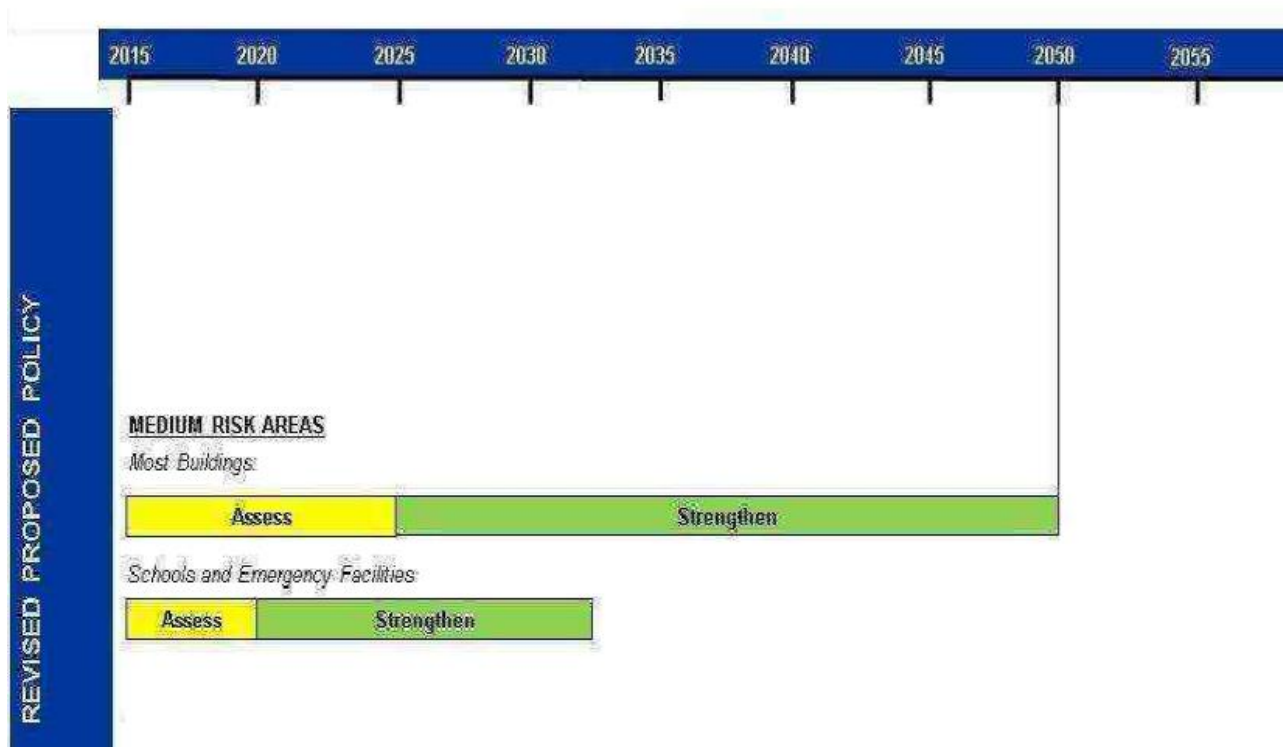 2015 2020 2025 2030 2035 2040 2045 2050 2055
REVISED PROPOSED POLICY
MEDIUM RISK AREAS
Most Buildings:
Assess Strengthen
Schools and Emergency Facilities:
Assess Strengthen